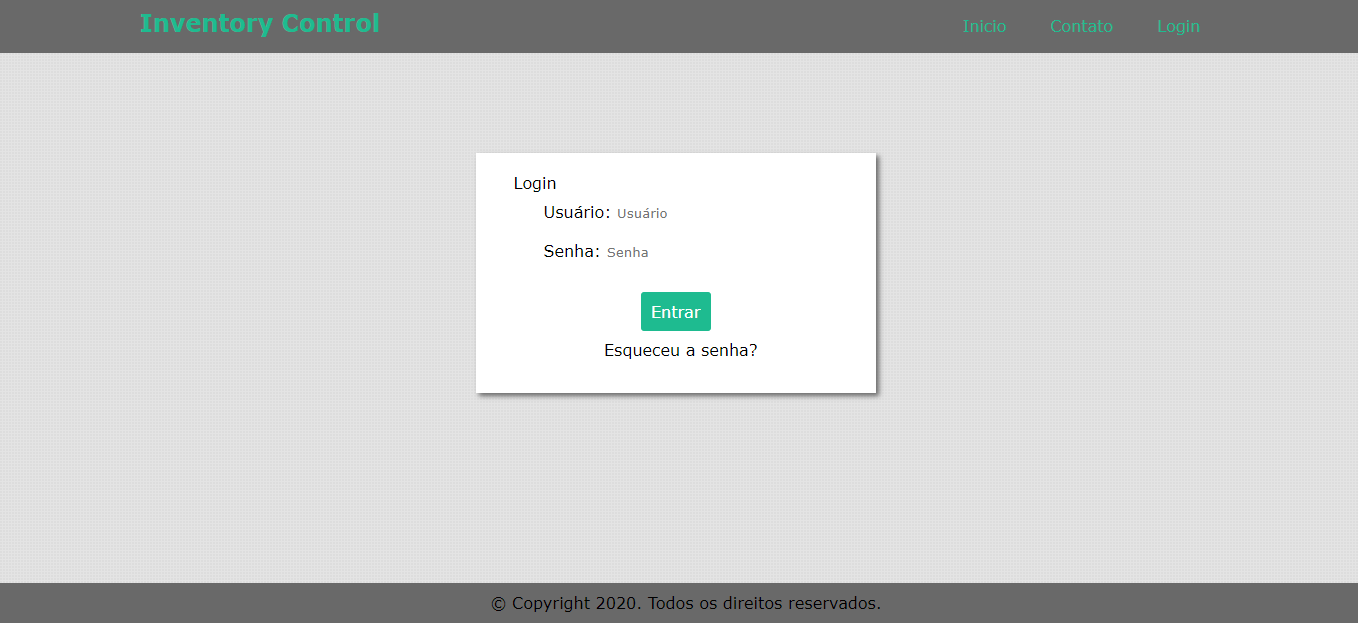 Inventory Control
Inicio Contato Login
Login
Usuário: Usuário
Senha: Senha
Entrar
Esqueceu a senha?
© Copyright 2020. Todos os direitos reservados.